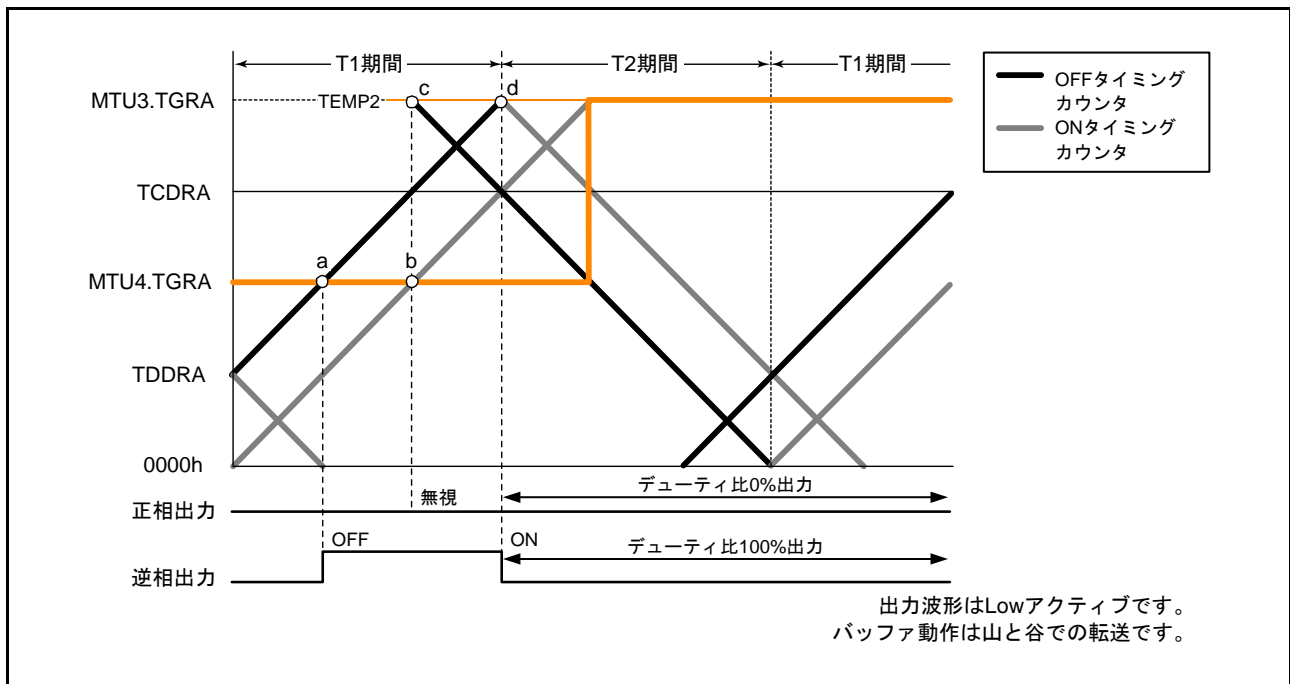 T1期間
T2期間
T1期間
OFFタイミング
カウンタ
ONタイミング
カウンタ
MTU3.TGRA
TEMP2
c
d
TCDRA
a
b
MTU4.TGRA
TDDRA
0000h
無視
デューティ比0%出力
正相出力
OFF
ON
デューティ比100%出力
逆相出力
出力波形はLowアクティブです。
バッファ動作は山と谷での転送です。